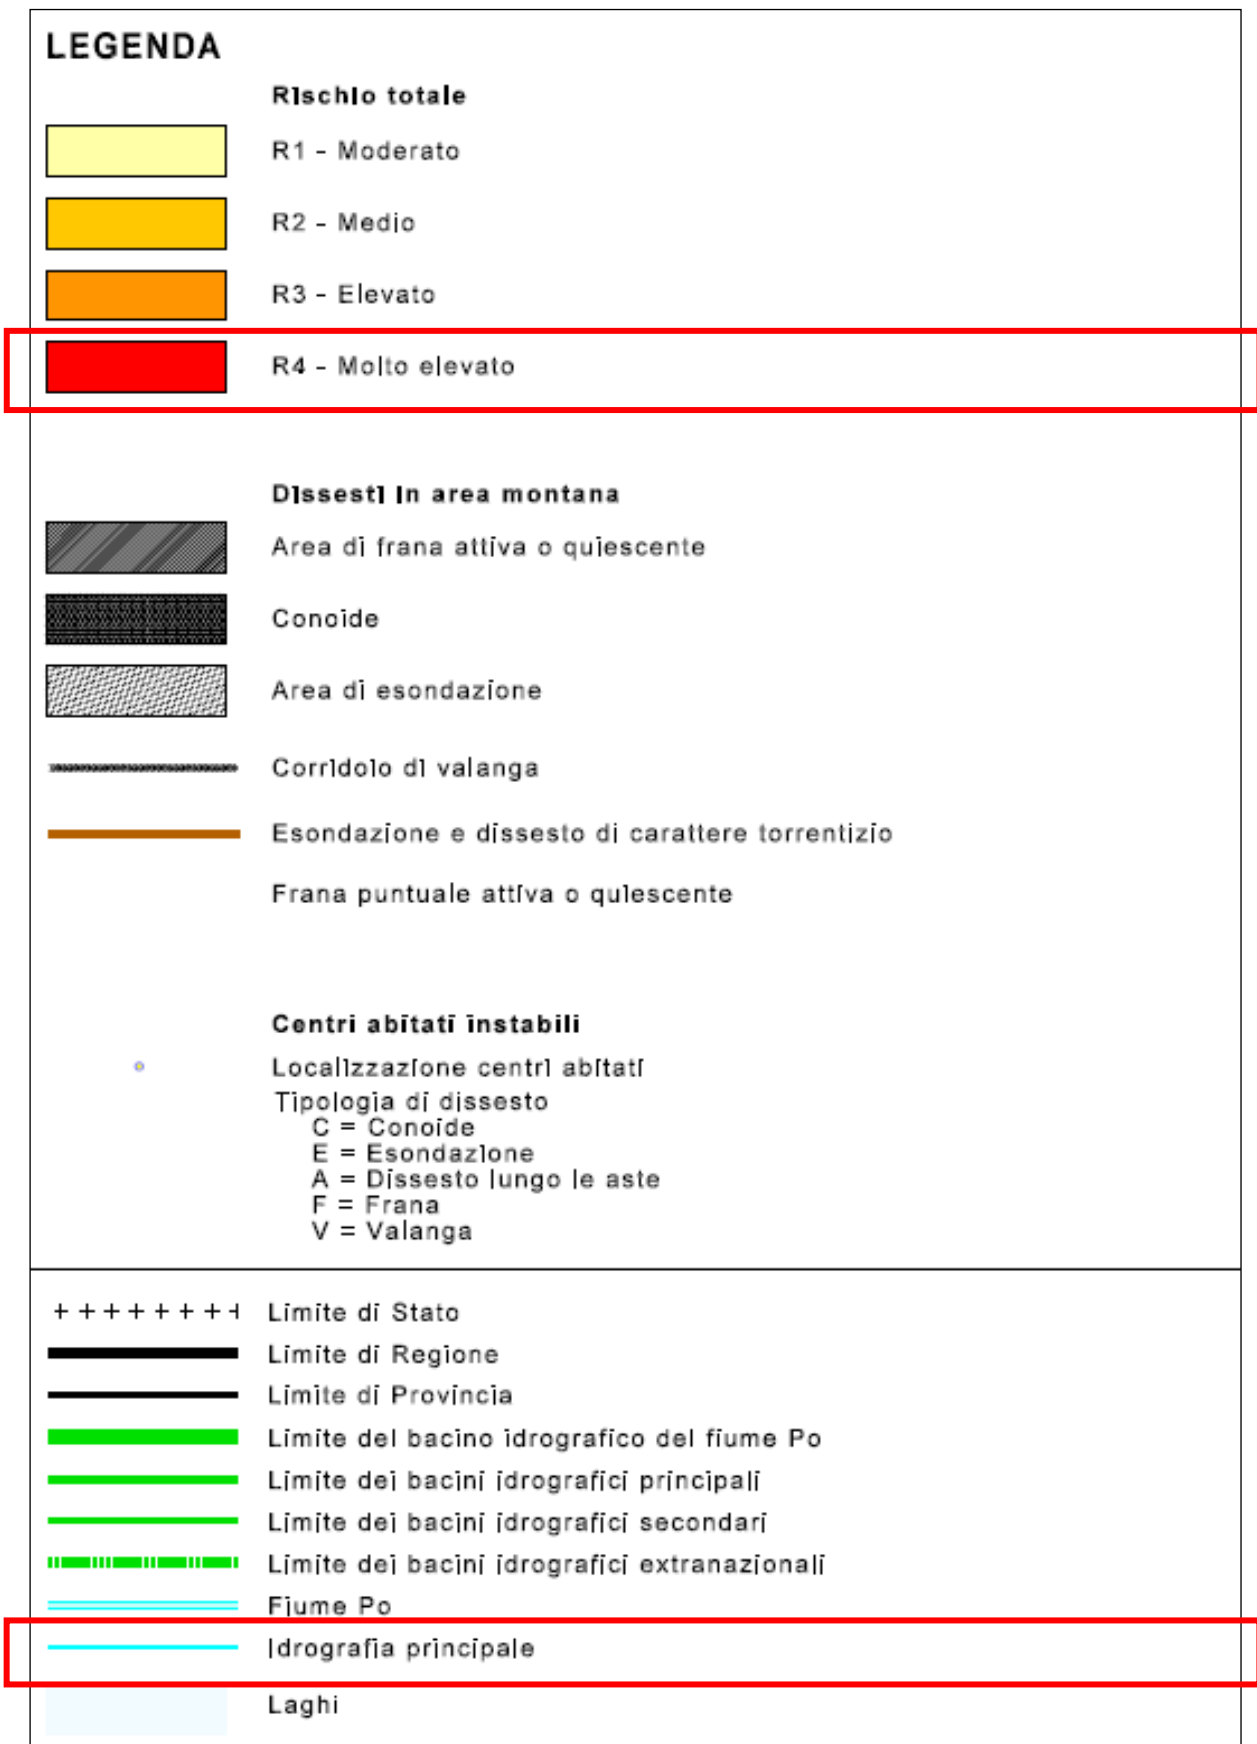 LEGENDA
Rischio totale
R1 - Moderato
R2 - Medio
R3 - Elevato
R4 - Molto elevato
Dissesti in area montana
Area di frana attiva o quiescente
Conoide
Area di esondazione
Corridoio di valanga
Esondazione e dissesto di carattere torrentizio
Frana puntuale attiva o quiescente
Centri abitati instabili
Localizzazione centri abitati
Tipologia di dissesto
C = Conoide
E = Esondazione
A = Dissesto lungo le aste
F = Frana
V = Valanga
Limite di Stato
Limite di Regione
Limite di Provincia
Limite del bacino idrografico del fiume Po
Limite dei bacini idrografici principali
Limite dei bacini idrografici secondari
Limite dei bacini idrografici extranazionali
Fiume Po
Idrografia principale
Laghi